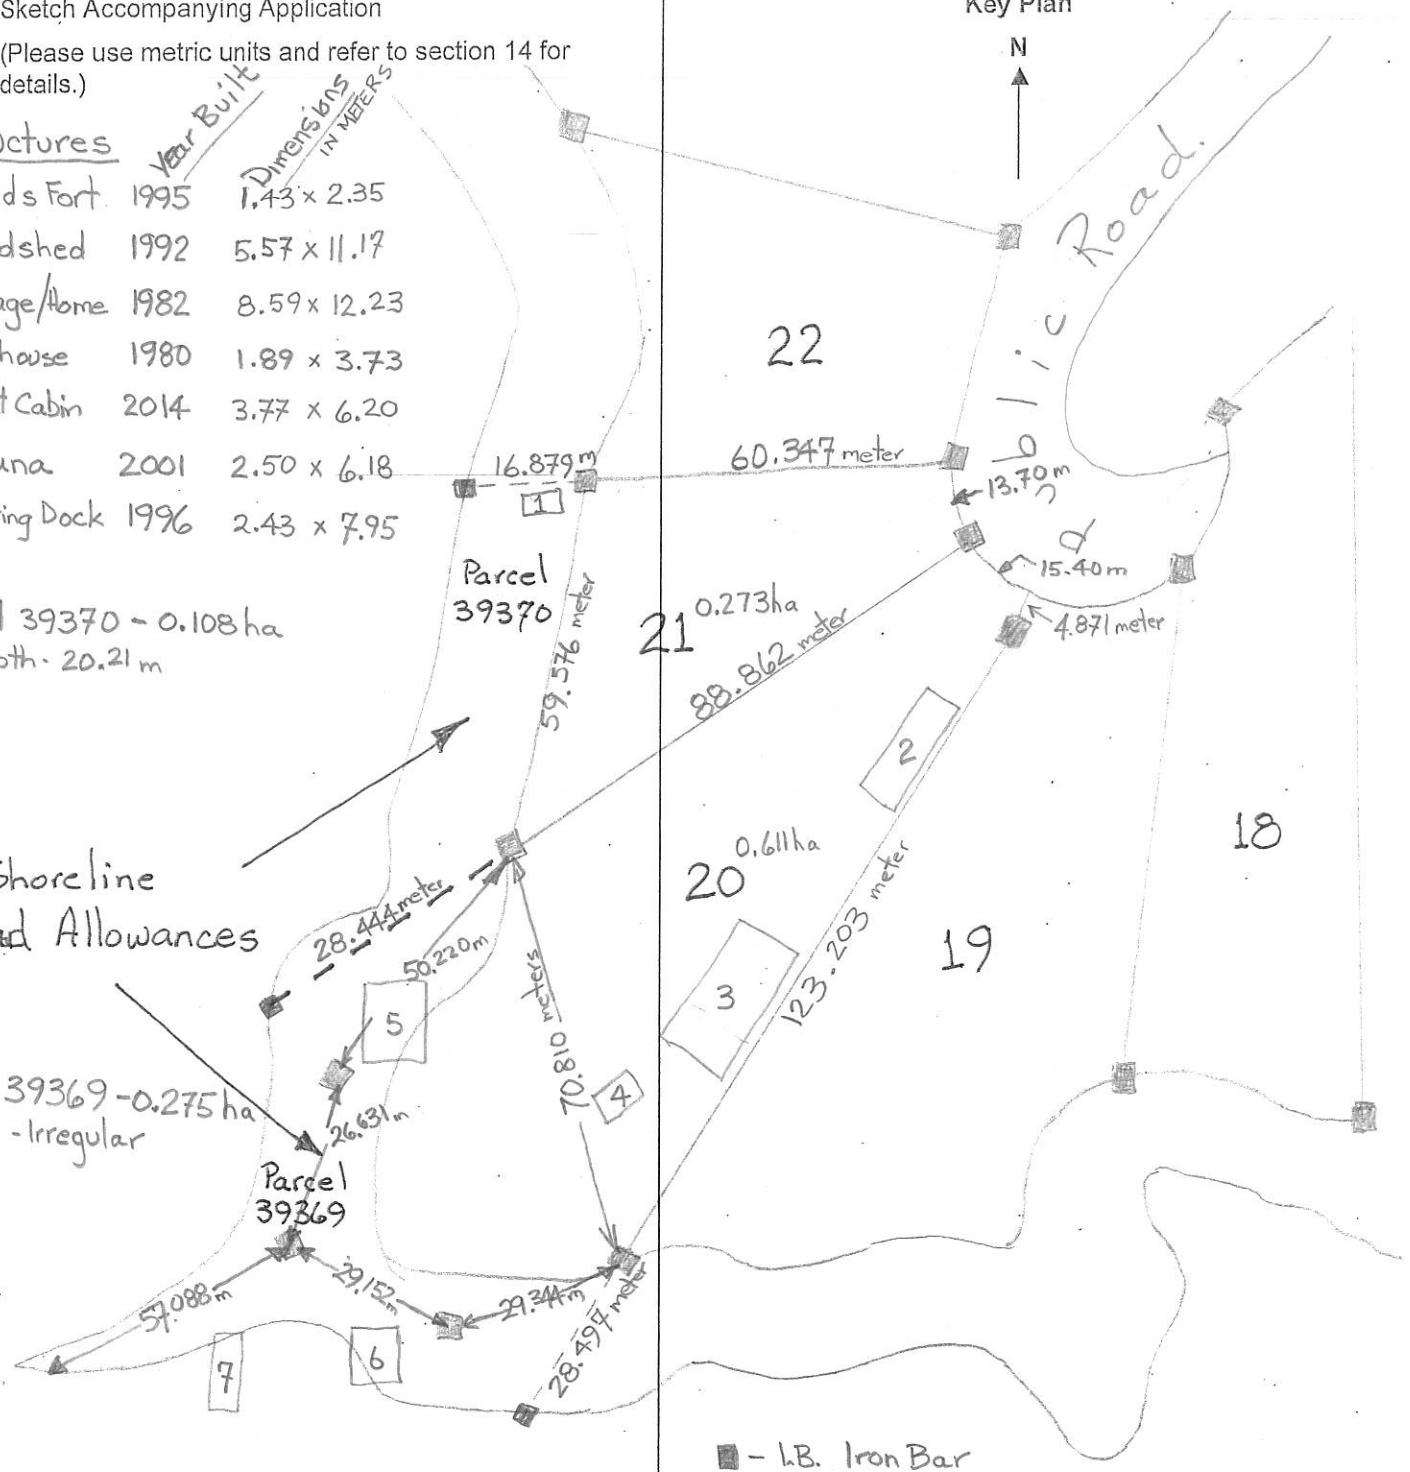 Sketch Accompanying Application
Key Plan
(Please use metric units and refer to section 14 for
details.)
N
Year Built
Dimensions
IN METERS
uctures
ds Fort 1995 1.43 x 2.35
dshed 1992 5.57 x 11.17
age/Home 1982 8.59 x 12.23
house 1980 1.89 x 3.73
t Cabin 2014 3.77 x 6.20
una 2001 2.50 x 6.18
ing Dock 1996 2.43 x 7.95
Public Road.
22
60.347 meter
16.879 m
1
13.70 m
15.40 m
4.871 meter
Parcel
39370
39370 - 0.108 ha
pth - 20.21 m
59.576 meter
21 0.273 ha
88.862 meter
2
18
20 0.611 ha
123.203 meter
19
3
Shoreline
ad Allowances
28.444 meter
50.220 m
5
70.810 meters
4
39369 - 0.275 ha
- Irregular
26.631 m
Parcel
39369
57.088 m
29.152 m
29.344 m
28.497 meter
7
6
- I.B. Iron Bar